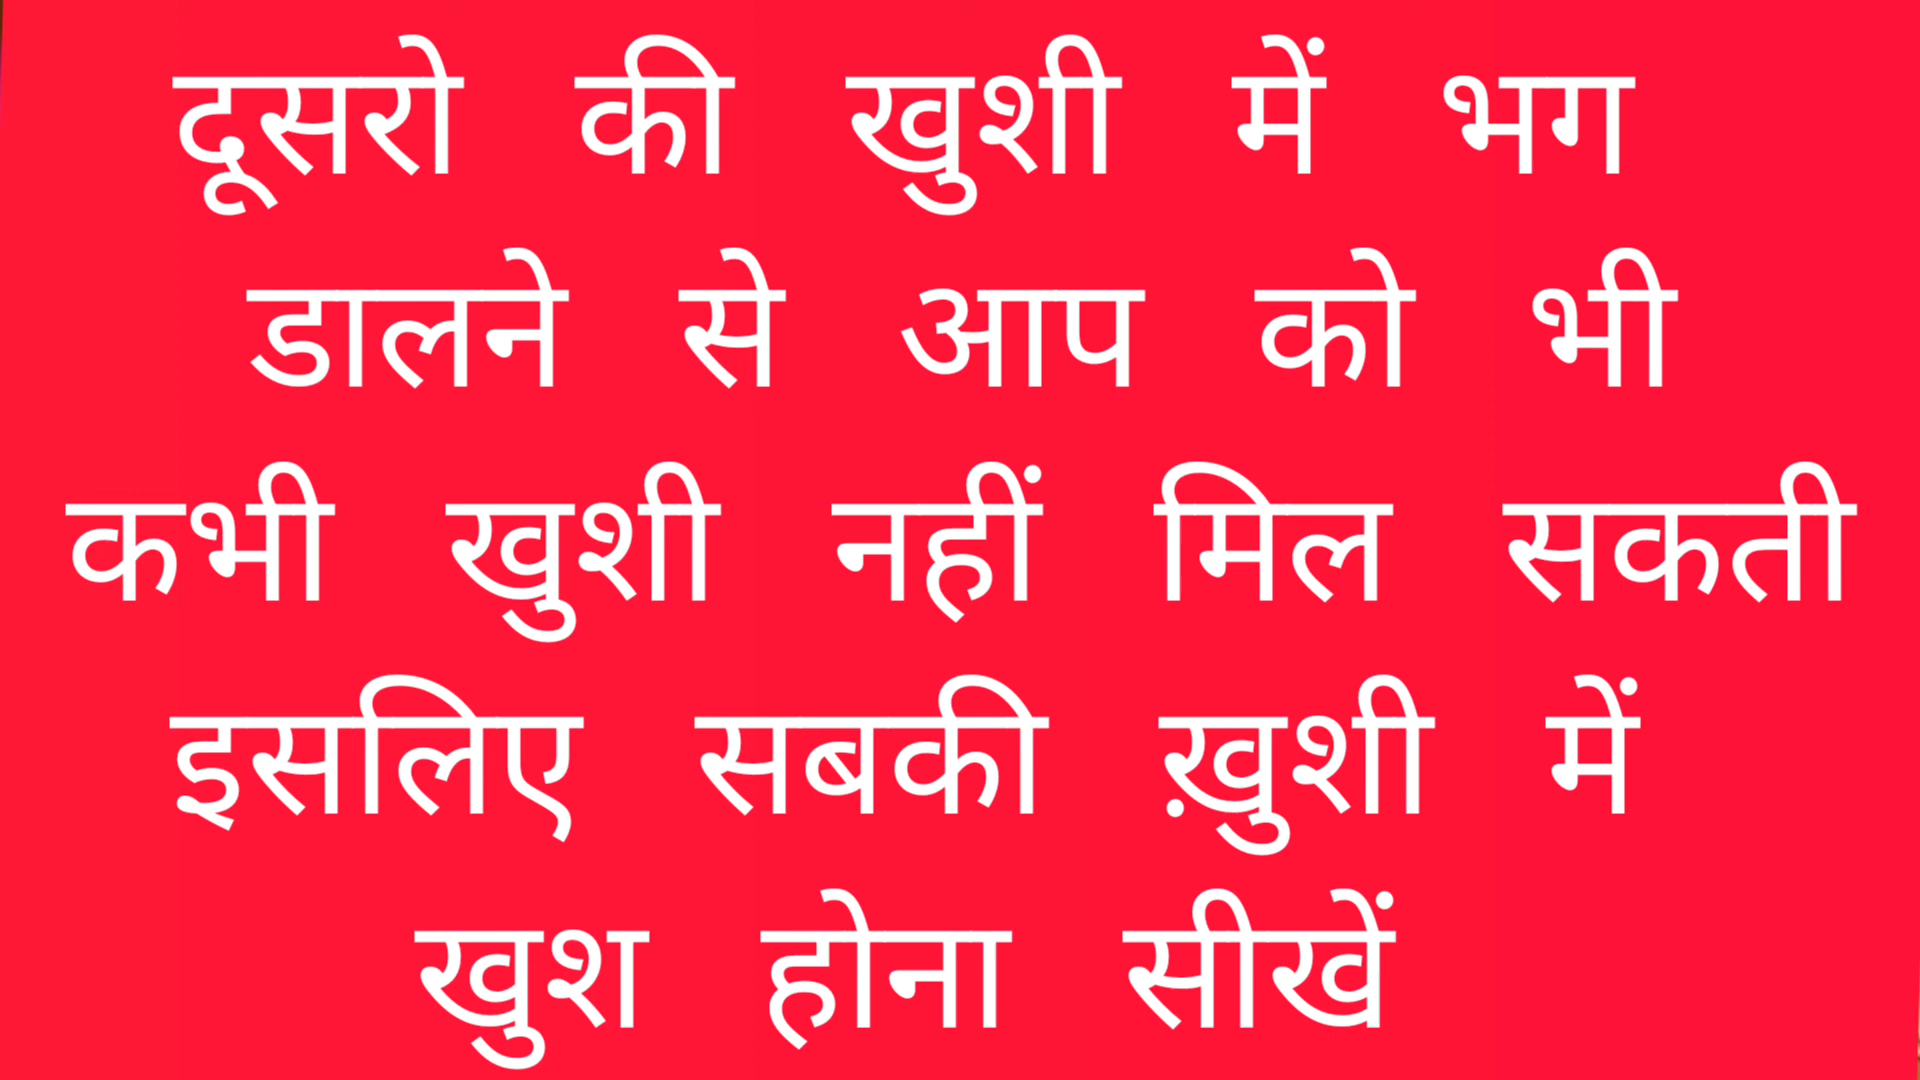 दूसरो की खुशी में भग
डालने से आप को भी
कभी खुशी नहीं मिल सकती
इसलिए सबकी ख़ुशी में
खुश होना सीखें